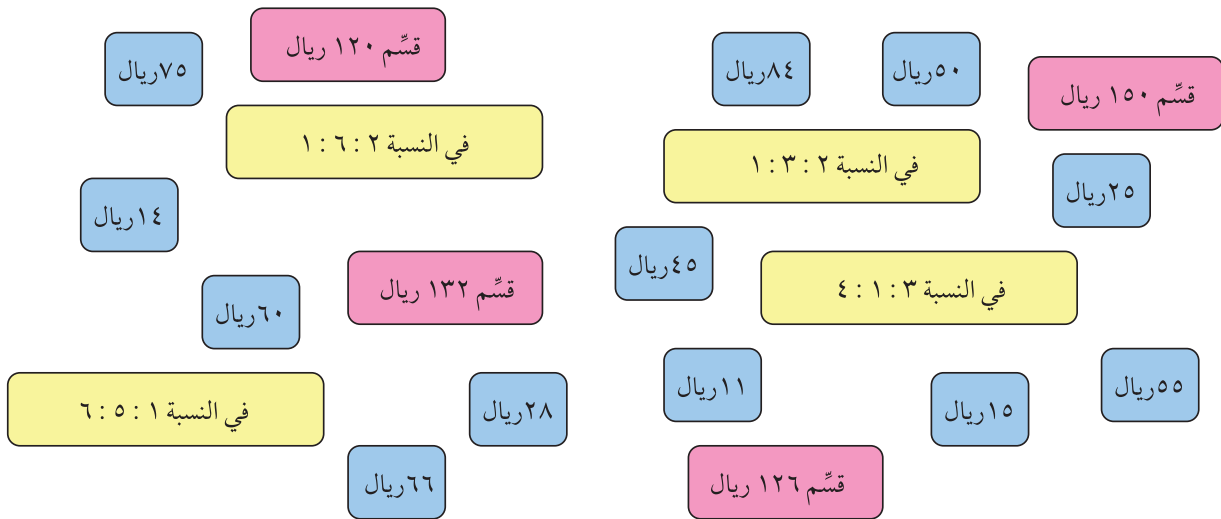 قسِّم ١٢٠ ريال
٧٥ريال
٥٠ريال
٨٤ريال
قسِّم ١٥٠ ريال
في النسبة ٢ : ٦ : ١
في النسبة ٢ : ٣ : ١
٢٥ريال
١٤ريال
٤٥ريال
في النسبة ٣ : ١ : ٤
قسِّم ١٣٢ ريال
٦٠ريال
٥٥ريال
١١ريال
١٥ريال
٢٨ريال
في النسبة ١ : ٥ : ٦
قسِّم ١٢٦ ريال
٦٦ريال